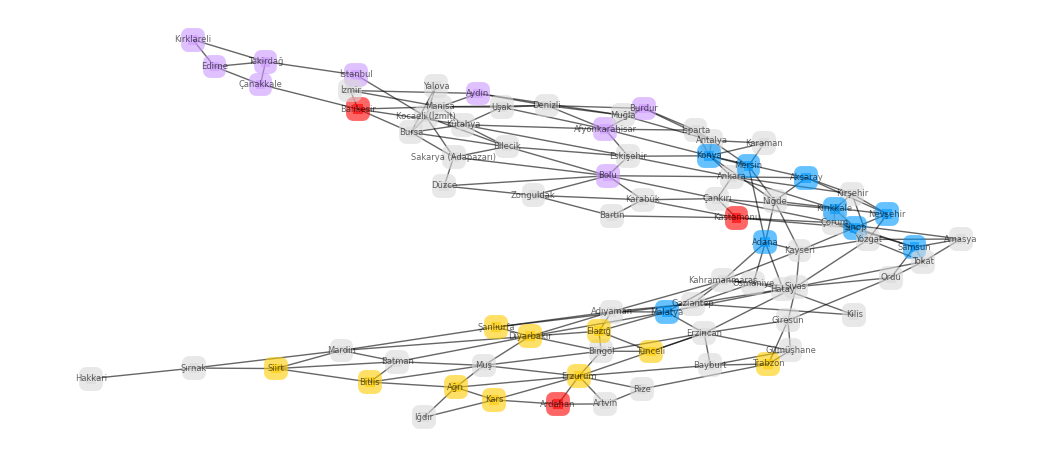 Kırklareli
Edirne
Tekirdağ
Çanakkale
İstanbul
İzmir
Balıkesir
Yalova
Manisa
Kocaeli (İzmit)
Bursa
Aydın
Kütahya
Uşak
Denizli
Muğla
Burdur
Afyonkarahisar
Isparta
Antalya
Karaman
Bilecik
Sakarya (Adapazarı)
Eskişehir
Konya
Mersin
Düzce
Bolu
Ankara
Aksaray
Zonguldak
Karabük
Çankırı
Niğde
Kırşehir
Bartın
Kastamonu
Kırıkkale
Nevşehir
Çorum
Sinop
Adana
Kayseri
Yozgat
Samsun
Amasya
Tokat
Kahramanmaraş
Osmaniye
Hatay
Sivas
Ordu
Gaziantep
Adıyaman
Malatya
Kilis
Giresun
Şanlıurfa
Diyarbakır
Elazığ
Erzincan
Mardin
Batman
Bingöl
Tunceli
Gümüşhane
Şırnak
Siirt
Muş
Bayburt
Trabzon
Hakkari
Bitlis
Ağrı
Erzurum
Rize
Kars
Ardahan
Artvin
Iğdır